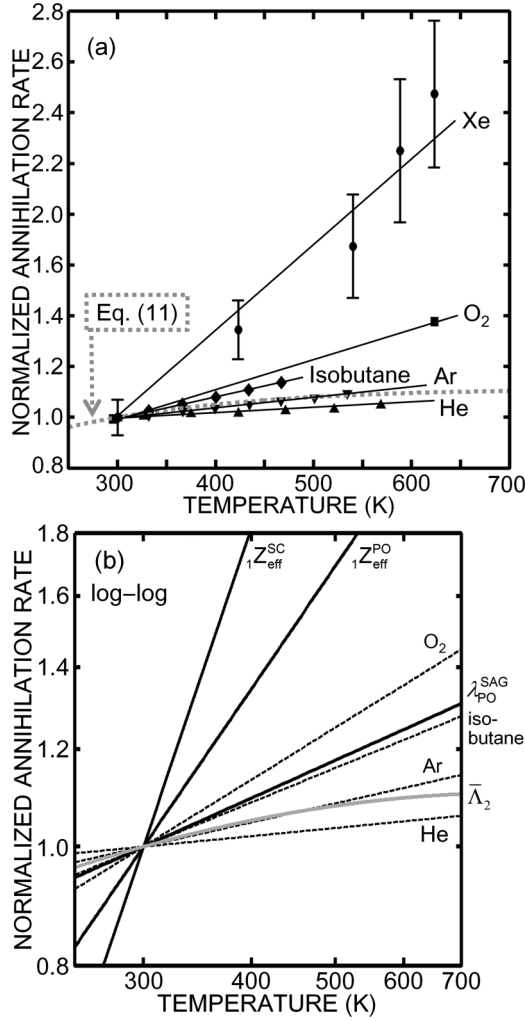 2.8
(a)
2.6
2.4
Xe
2.2
2.0
1.8
Eq. (11)
1.6
O2
1.4
Isobutane
Ar
1.2
1.0
He
0.8
300 400 500 600 700
TEMPERATURE (K)
NORMALIZED ANNIHILATION RATE
1.8
(b)
1Z^SC_eff
1Z^PO_eff
log–log
1.6
O2
1.4
λ^SAG_PO
iso-
butane
1.2
Ar
Λ̄2
1.0
He
0.8
300 400 500 600 700
TEMPERATURE (K)
NORMALIZED ANNIHILATION RATE